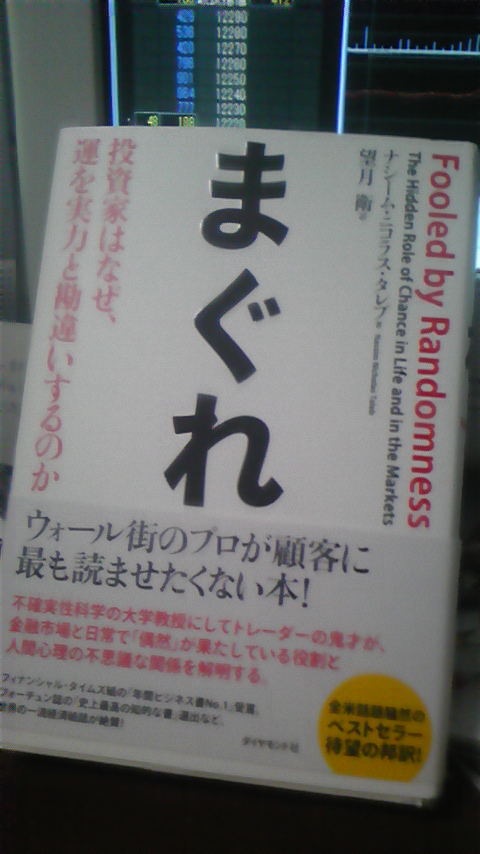 429 12280
538 12280
420 12270
798 12260
801 12250
864 12240
777 12230
49 108
Fooled by Randomness
The Hidden Role of Chance in Life and in the Markets
ナシーム・ニコラス・タレブ
Nassim Nicholas Taleb
望月 衛
まぐれ
投資家はなぜ、
運を実力と勘違いするのか
ウォール街のプロが顧客に
最も読ませたくない本!
不確実性科学の大学教授にしてトレーダーの鬼才が、
金融市場と日常で「偶然」が果たしている役割と
人間心理の不思議な関係を解明する。
フィナンシャル・タイムズ紙の「年間ビジネス書No.1」受賞、
フォーチュン誌の「史上最高の知的な書」選出など、
世界の一流経済紙誌が絶賛!
全米話題騒然の
ベストセラー
待望の邦訳!
ダイヤモンド社